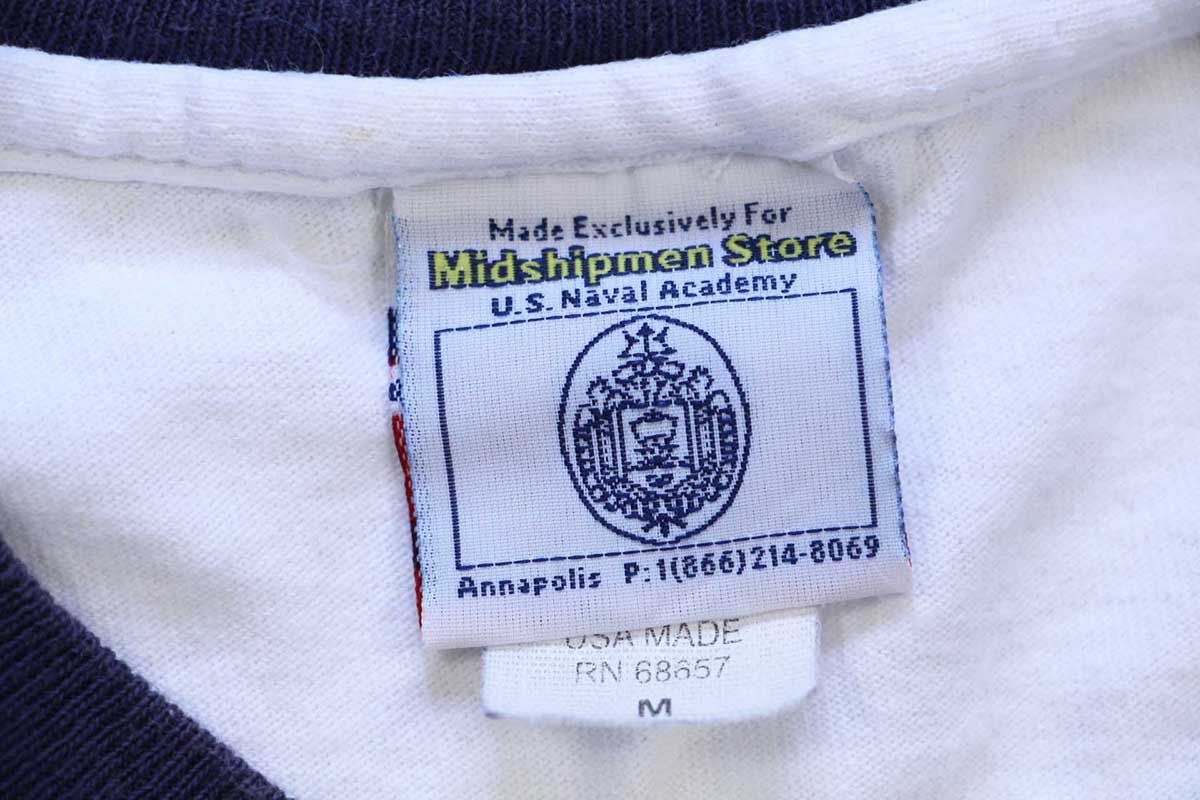 Made Exclusively For
Midshipmen Store
U.S. Naval Academy
Annapolis P:1(866)214-8069
USA MADE
RN 68657
M